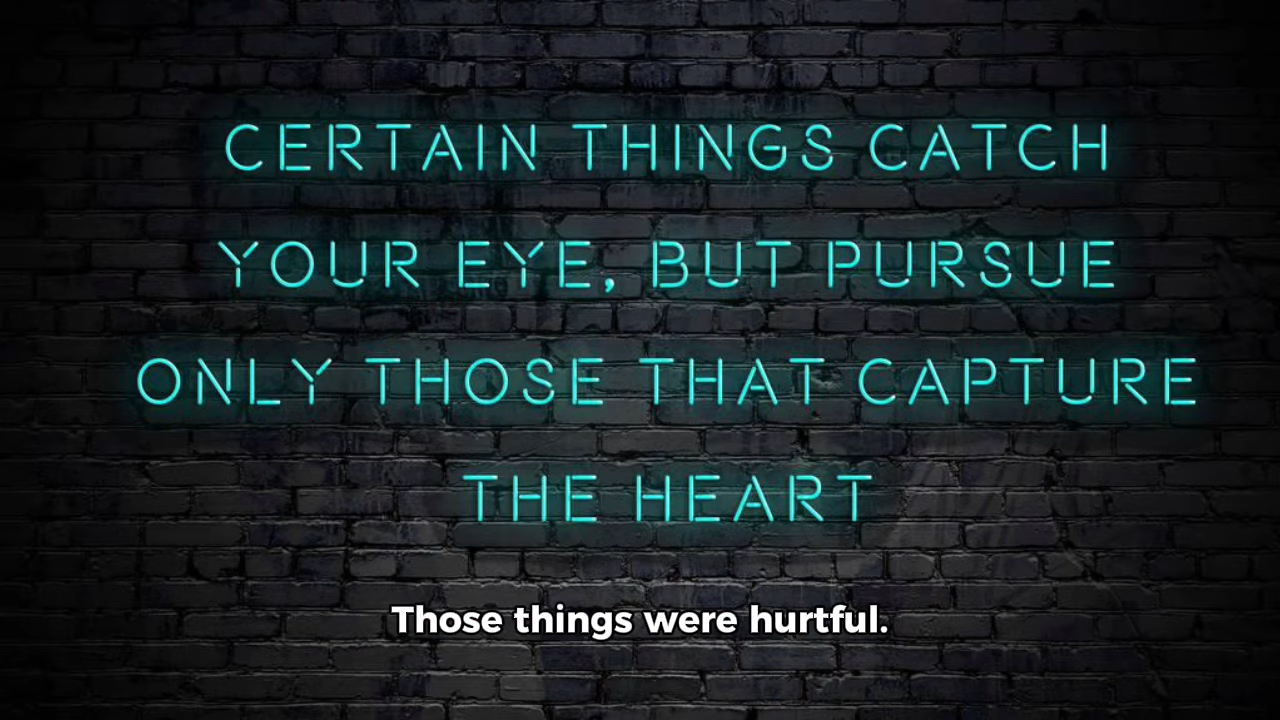 CERTAIN THINGS CATCH
YOUR EYE, BUT PURSUE
ONLY THOSE THAT CAPTURE
THE HEART
Those things were hurtful.